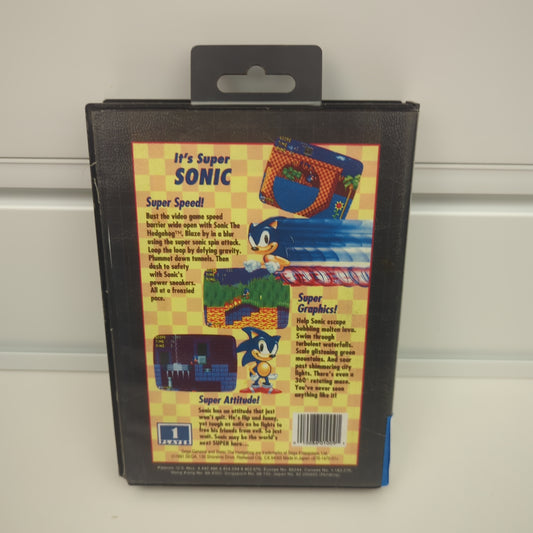 It's Super
SONIC
Super Speed!
Bust the video game speed
barrier wide open with Sonic The
Hedgehog™. Blaze by in a blur
using the super sonic spin attack.
Loop the loop by defying gravity.
Plummet down tunnels. Then
dash to safety
with Sonic's
power sneakers.
All at a frenzied
pace.
Super
Graphics!
Help Sonic escape
bubbling molten lava.
Swim through
turbulent waterfalls.
Scale glistening green
mountains. And soar
past shimmering city
lights. There's even a
360° rotating maze.
You've never seen
anything like it!
Super Attitude!
Sonic has an attitude that just
won't quit. He's flip and funny,
yet tough as nails as he fights to
free his friends from evil. So just
wait. Sonic may be the world's
next SUPER hero...
1
PLAYER